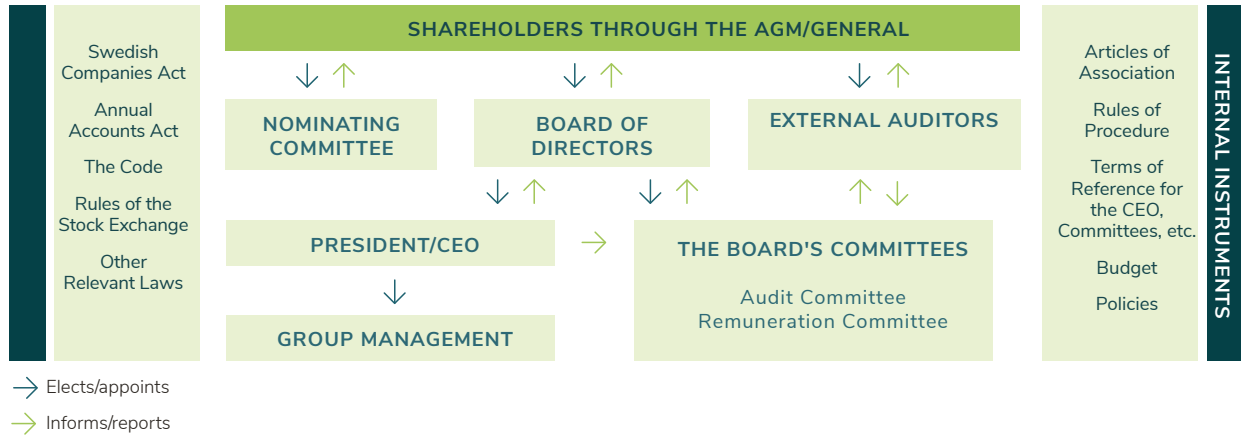 Swedish
Companies Act
Annual
Accounts Act
The Code
Rules of the
Stock Exchange
Other
Relevant Laws
SHAREHOLDERS THROUGH THE AGM/GENERAL
NOMINATING
COMMITTEE
BOARD OF
DIRECTORS
EXTERNAL AUDITORS
PRESIDENT/CEO
GROUP MANAGEMENT
THE BOARD'S COMMITTEES
Audit Committee
Remuneration Committee
Articles of
Association
Rules of
Procedure
Terms of
Reference for
the CEO,
Committees, etc.
Budget
Policies
INTERNAL INSTRUMENTS
Elects/appoints
Informs/reports